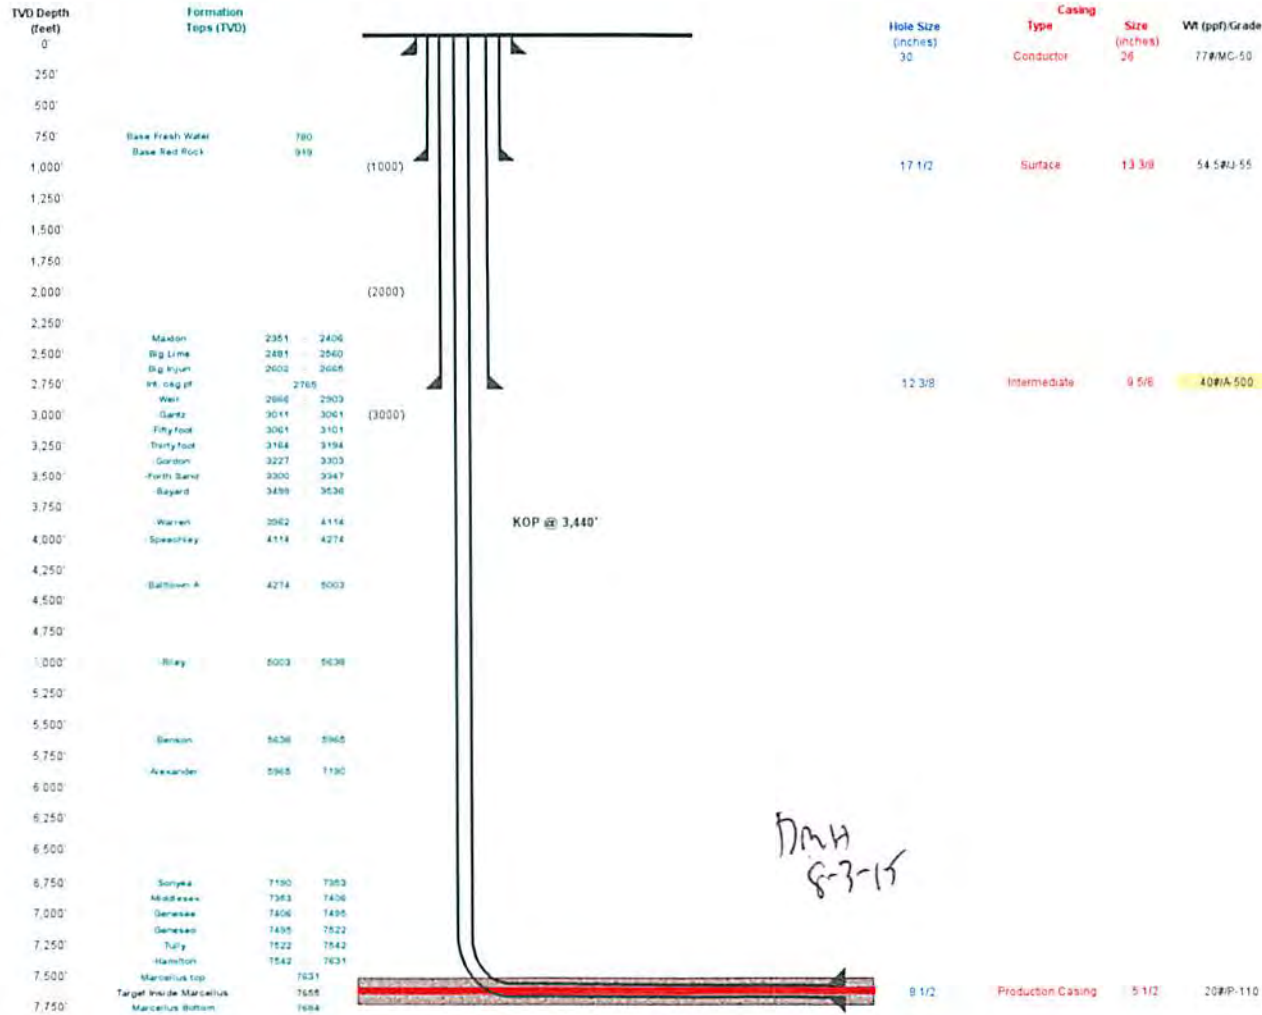 TVD Depth Formation Casing
(feet) Tops (TVD) Hole Size Type Size Wt (ppf)/Grade
0' (inches) (inches)
30 Conductor 26 77#/MC-50
250'
500'
750' Base Fresh Water 780
Base Red Rock 919
1,000' (1000) 17 1/2 Surface 13 3/8 54.5#/J-55
1,250'
1,500'
1,750'
2,000' (2000)
2,250'
Maxton 2351 - 2406
2,500' Big Lime 2481 - 2560
Big Injun 2602 - 2665
2,750' Int. csg pt 2765 12 3/8 Intermediate 9 5/8 40#/A-500
Weir 2866 2903
3,000' Gantz 3011 3061 (3000)
Fifty foot 3061 3101
3,250' Thirty foot 3164 3194
Gordon 3227 3303
3,500' Forth Sand 3300 3347
Bayard 3499 3536
3,750'
Warren 3962 4114 KOP @ 3,440'
4,000' Speechley 4114 4274
4,250'
Balltown A 4274 5003
4,500'
4,750'
,000' Riley 5003 5636
5,250'
5,500'
Benson 5636 5965
5,750'
Alexander 5965 7190
6,000'
6,250'
DMH
6,500'
8-3-15
6,750' Sonyea 7190 7353
Middlesex 7353 7406
7,000' Genesee 7406 7495
Geneseo 7495 7522
7,250' Tully 7522 7542
Hamilton 7542 7631
7,500' Marcellus top 7631
Target Inside Marcellus 7655 8 1/2 Production Casing 5 1/2 20#/P-110
7,750' Marcellus Bottom 7684